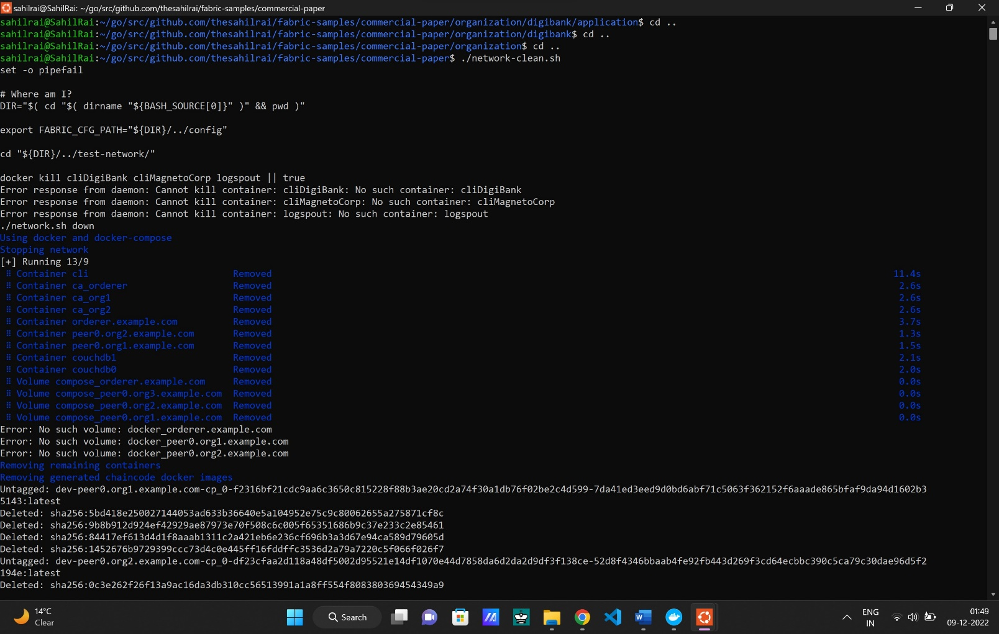 sahilrai@SahilRai: ~/go/src/github.com/thesahilrai/fabric-samples/commercial-paper
sahilrai@SahilRai:~/go/src/github.com/thesahilrai/fabric-samples/commercial-paper/organization/digibank/application$ cd ..
sahilrai@SahilRai:~/go/src/github.com/thesahilrai/fabric-samples/commercial-paper/organization/digibank$ cd ..
sahilrai@SahilRai:~/go/src/github.com/thesahilrai/fabric-samples/commercial-paper/organization$ cd ..
sahilrai@SahilRai:~/go/src/github.com/thesahilrai/fabric-samples/commercial-paper$ ./network-clean.sh
set -o pipefail
# Where am I?
DIR="$( cd "$( dirname "${BASH_SOURCE[0]}" )" && pwd )"
export FABRIC_CFG_PATH="${DIR}/../config"
cd "${DIR}/../test-network/"
docker kill cliDigiBank cliMagnetoCorp logspout || true
Error response from daemon: Cannot kill container: cliDigiBank: No such container: cliDigiBank
Error response from daemon: Cannot kill container: cliMagnetoCorp: No such container: cliMagnetoCorp
Error response from daemon: Cannot kill container: logspout: No such container: logspout
./network.sh down
Using docker and docker-compose
Stopping network
[+] Running 13/9
⠿ Container cli Removed 11.4s
⠿ Container ca_orderer Removed 2.6s
⠿ Container ca_org1 Removed 2.6s
⠿ Container ca_org2 Removed 2.6s
⠿ Container orderer.example.com Removed 3.7s
⠿ Container peer0.org2.example.com Removed 1.3s
⠿ Container peer0.org1.example.com Removed 1.5s
⠿ Container couchdb1 Removed 2.1s
⠿ Container couchdb0 Removed 2.0s
⠿ Volume compose_orderer.example.com Removed 0.0s
⠿ Volume compose_peer0.org3.example.com Removed 0.0s
⠿ Volume compose_peer0.org2.example.com Removed 0.0s
⠿ Volume compose_peer0.org1.example.com Removed 0.0s
Error: No such volume: docker_orderer.example.com
Error: No such volume: docker_peer0.org1.example.com
Error: No such volume: docker_peer0.org2.example.com
Removing remaining containers
Removing generated chaincode docker images
Untagged: dev-peer0.org1.example.com-cp_0-f2316bf21cdc9aa6c3650c815228f88b3ae20cd2a74f30a1db76f02be2c4d599-7da41ed3eed9d0bd6abf71c5063f362152f6aaade865bfaf9da94d1602b3
5143:latest
Deleted: sha256:5bd418e250027144053ad633b36640e5a104952e75c9c80062655a275871cf8c
Deleted: sha256:9b8b912d924ef42929ae87973e70f508c6c005f65351686b9c37e233c2e85461
Deleted: sha256:84417ef613d4d1f8aaab1311c2a421eb6e236cf696b3a3d67e94ca589d79605d
Deleted: sha256:1452676b9729399ccc73d4c0e445ff16fddffc3536d2a79a7220c5f066f026f7
Untagged: dev-peer0.org2.example.com-cp_0-df23cfaa2d118a48df5002d95521e14df1070e44d7858da6d2da2d9df3f138ce-52d8f4346bbaab4fe92fb443d269f3cd64ecbbc390c5ca79c30dae96d5f2
194e:latest
Deleted: sha256:0c3e262f26f13a9ac16da3db310cc56513991a1a8ff554f808380369454349a9
14°C
Clear
Search
ENG
IN
01:49
09-12-2022